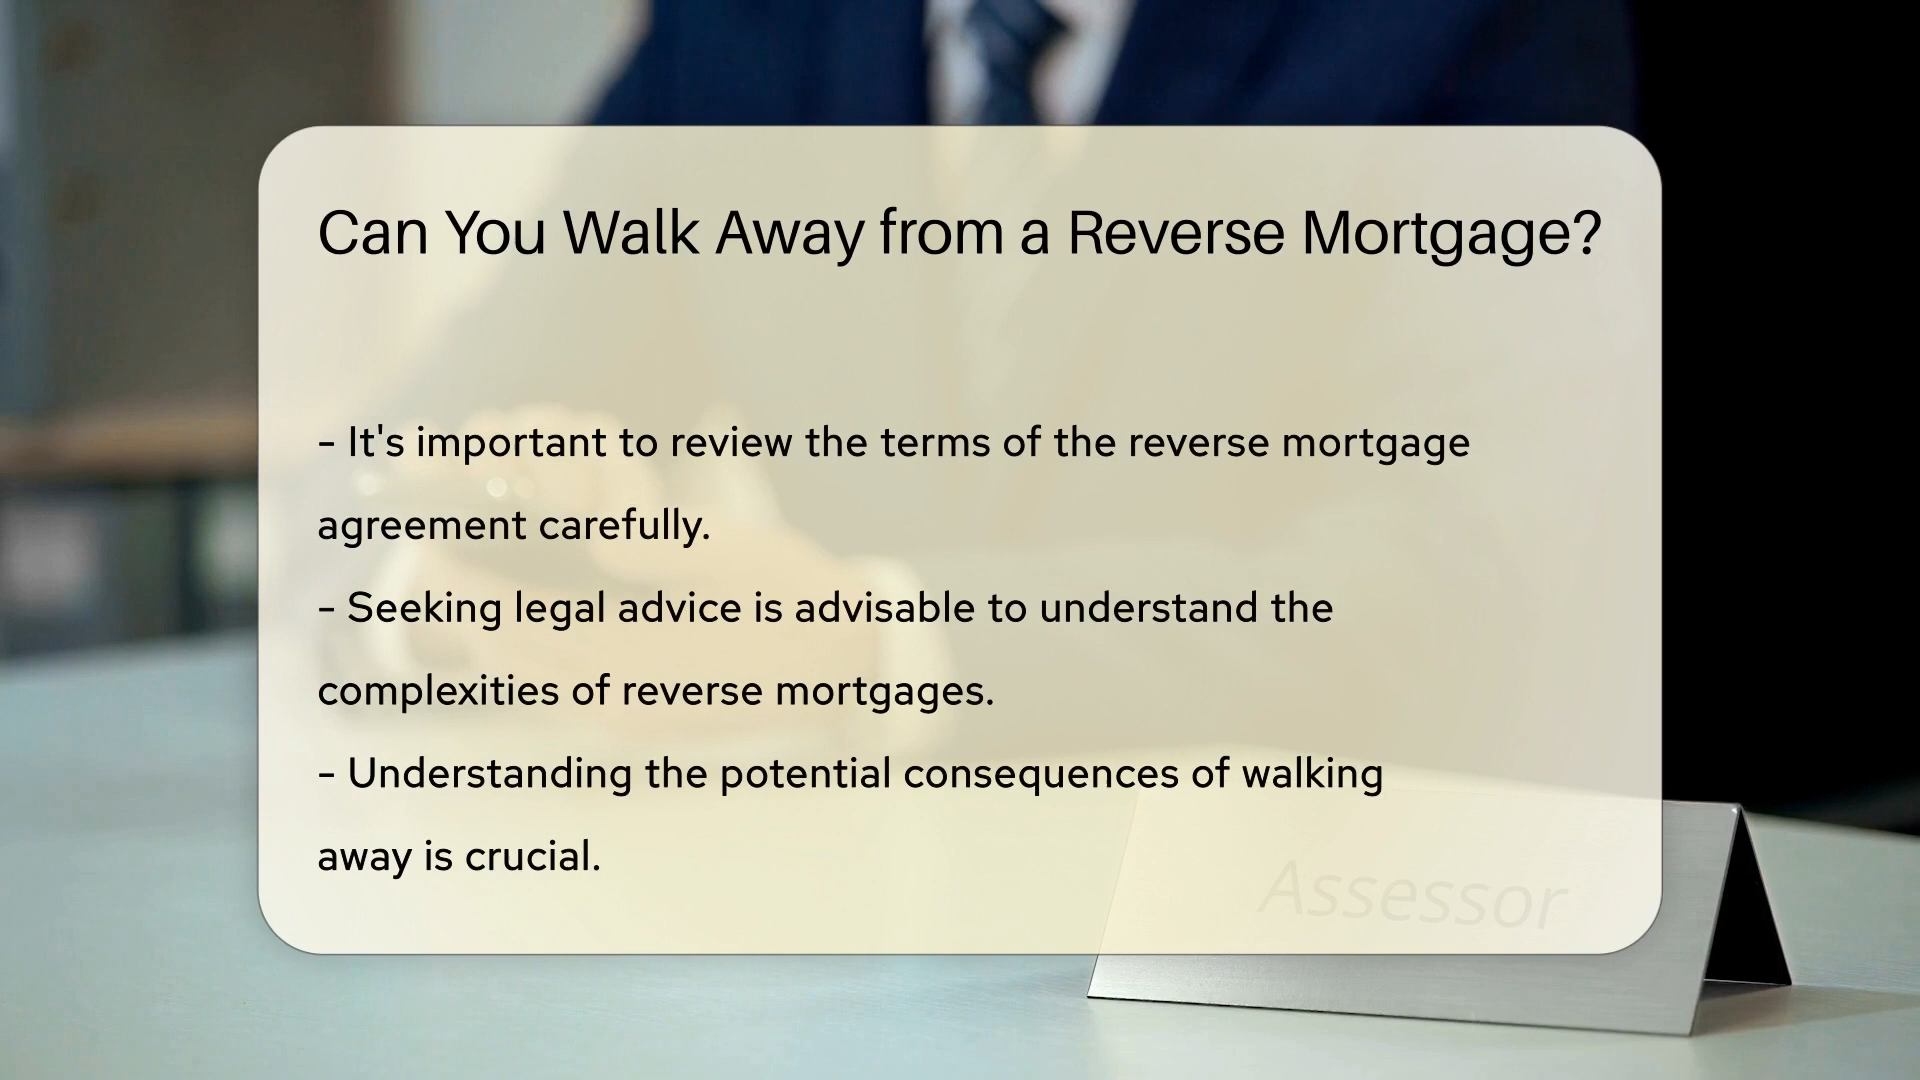 Can You Walk Away from a Reverse Mortgage?
- It's important to review the terms of the reverse mortgage
agreement carefully.
- Seeking legal advice is advisable to understand the
complexities of reverse mortgages.
- Understanding the potential consequences of walking
away is crucial.
Assessor